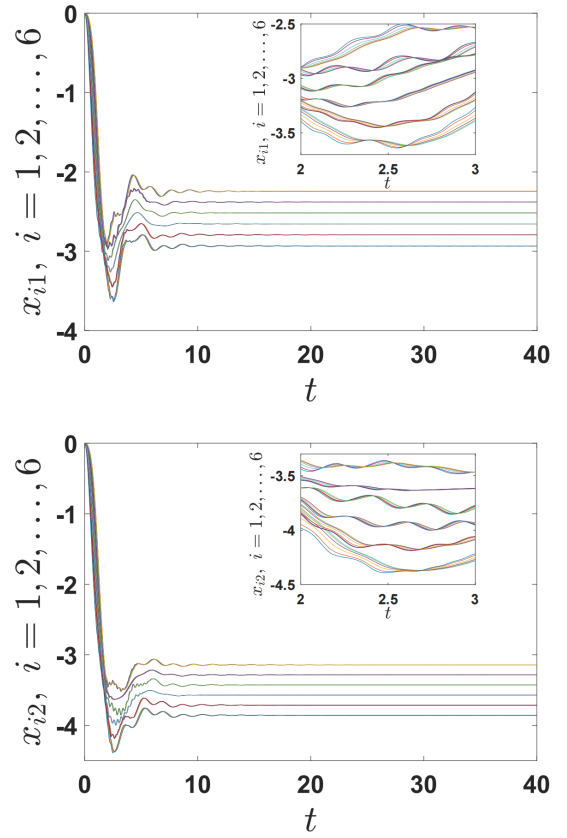 x_{i1}, i = 1, 2, ..., 6
0
-1
-2
-3
-4
0 10 20 30 40
t
x_{i1}, i = 1, 2, ..., 6
-2.5
-3
-3.5
2 2.5 3
t
x_{i2}, i = 1, 2, ..., 6
0
-1
-2
-3
-4
0 10 20 30 40
t
x_{i2}, i = 1, 2, ..., 6
-3.5
-4
-4.5
2 2.5 3
t